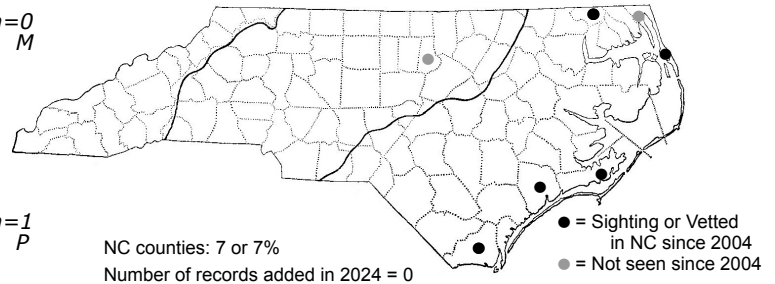 n=0
M
n=1
P
NC counties: 7 or 7%
Number of records added in 2024 = 0
= Sighting or Vetted
in NC since 2004
= Not seen since 2004